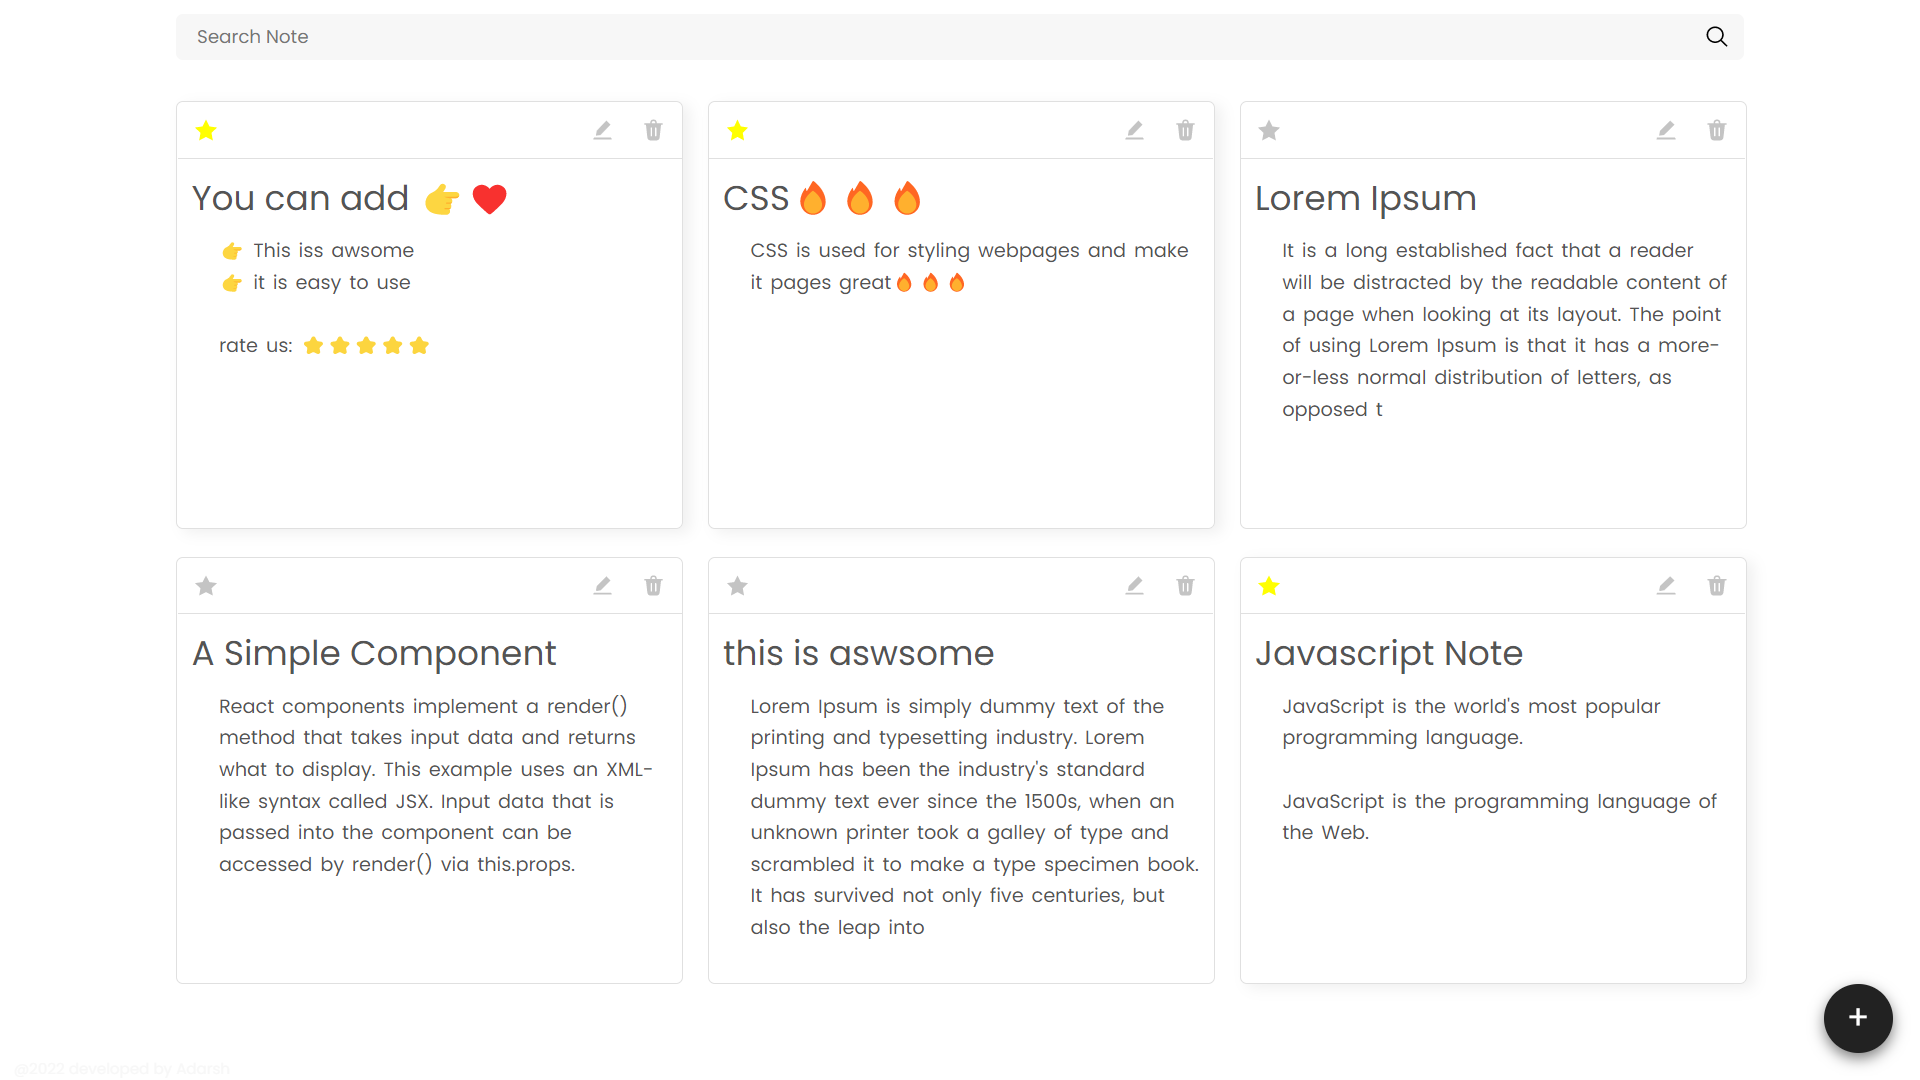 Search Note
You can add 👉 ❤️
👉 This iss awsome
👉 it is easy to use
rate us: ⭐⭐⭐⭐⭐
CSS🔥 🔥 🔥
CSS is used for styling webpages and make
it pages great🔥 🔥 🔥
Lorem Ipsum
It is a long established fact that a reader
will be distracted by the readable content of
a page when looking at its layout. The point
of using Lorem Ipsum is that it has a more-
or-less normal distribution of letters, as
opposed t
A Simple Component
React components implement a render()
method that takes input data and returns
what to display. This example uses an XML-
like syntax called JSX. Input data that is
passed into the component can be
accessed by render() via this.props.
this is aswsome
Lorem Ipsum is simply dummy text of the
printing and typesetting industry. Lorem
Ipsum has been the industry's standard
dummy text ever since the 1500s, when an
unknown printer took a galley of type and
scrambled it to make a type specimen book.
It has survived not only five centuries, but
also the leap into
Javascript Note
JavaScript is the world's most popular
programming language.
JavaScript is the programming language of
the Web.
+
@2022 developed by Adarsh